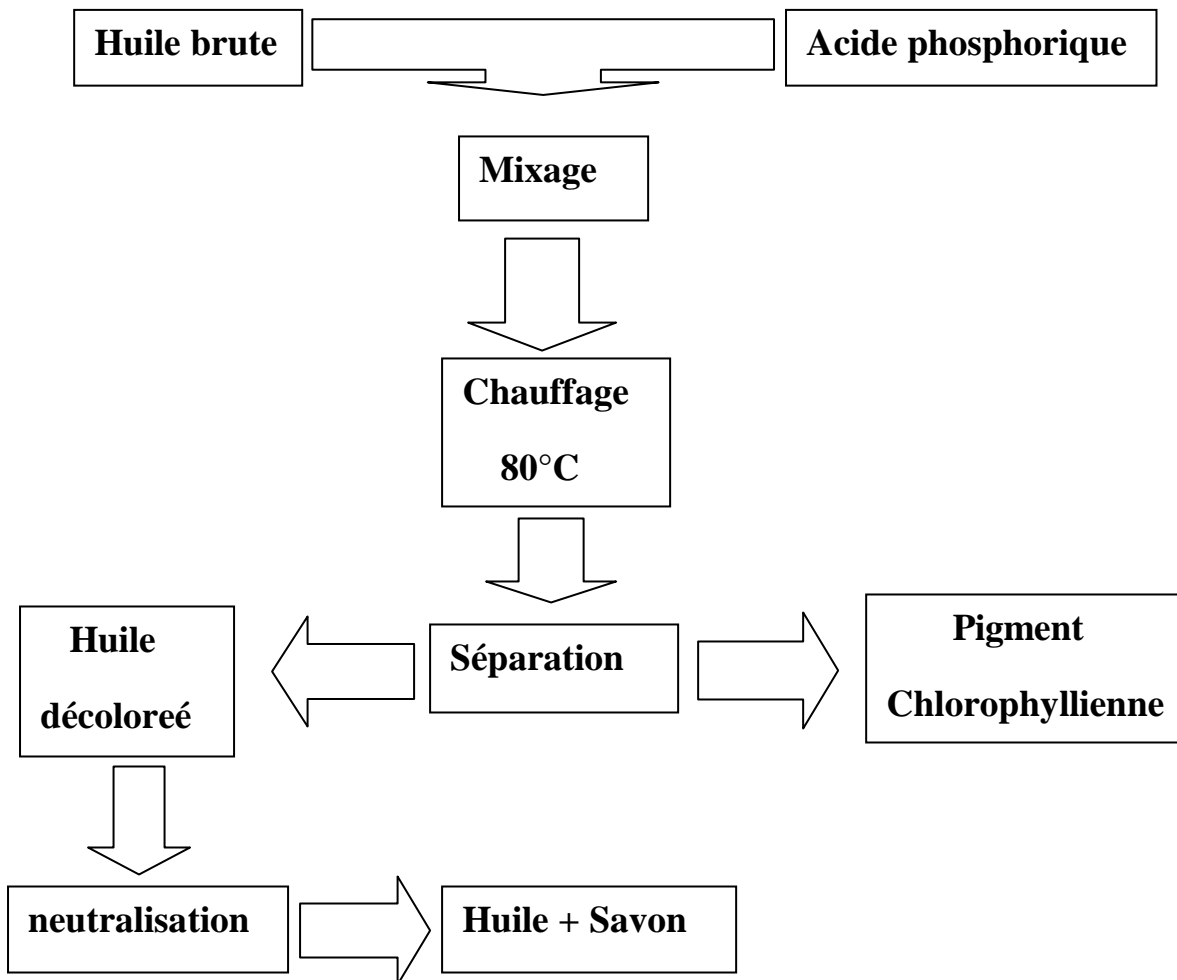 Huile brute
Acide phosphorique
Mixage
Chauffage
80°C
Séparation
Huile
décoloreé
Pigment
Chlorophyllienne
neutralisation
Huile + Savon